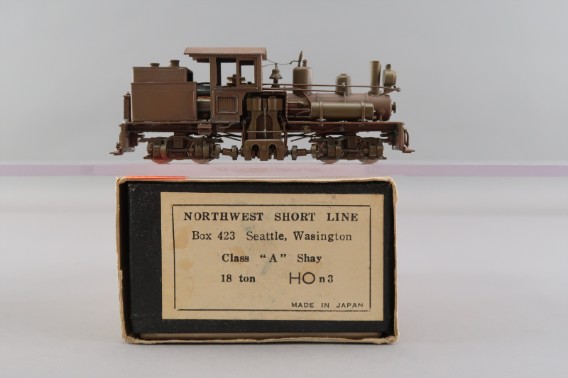 NORTHWEST SHORT LINE
Box 423 Seattle, Wasington
Class "A" Shay
18 ton HOn3
MADE IN JAPAN